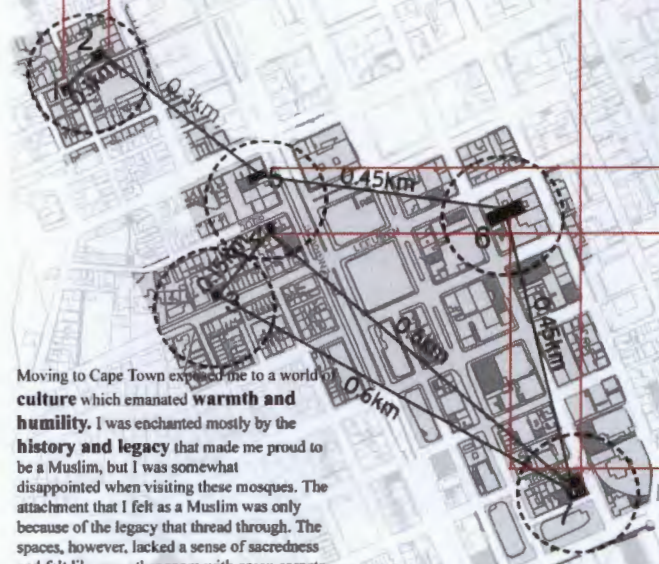 2
0.3km
5
0.45km
6
0.45km
0.6km
0.6km
Moving to Cape Town exposed me to a world of
culture which emanated warmth and
humility. I was enchanted mostly by the
history and legacy that made me proud to
be a Muslim, but I was somewhat
disappointed when visiting these mosques. The
attachment that I felt as a Muslim was only
because of the legacy that thread through. The
spaces, however, lacked a sense of sacredness